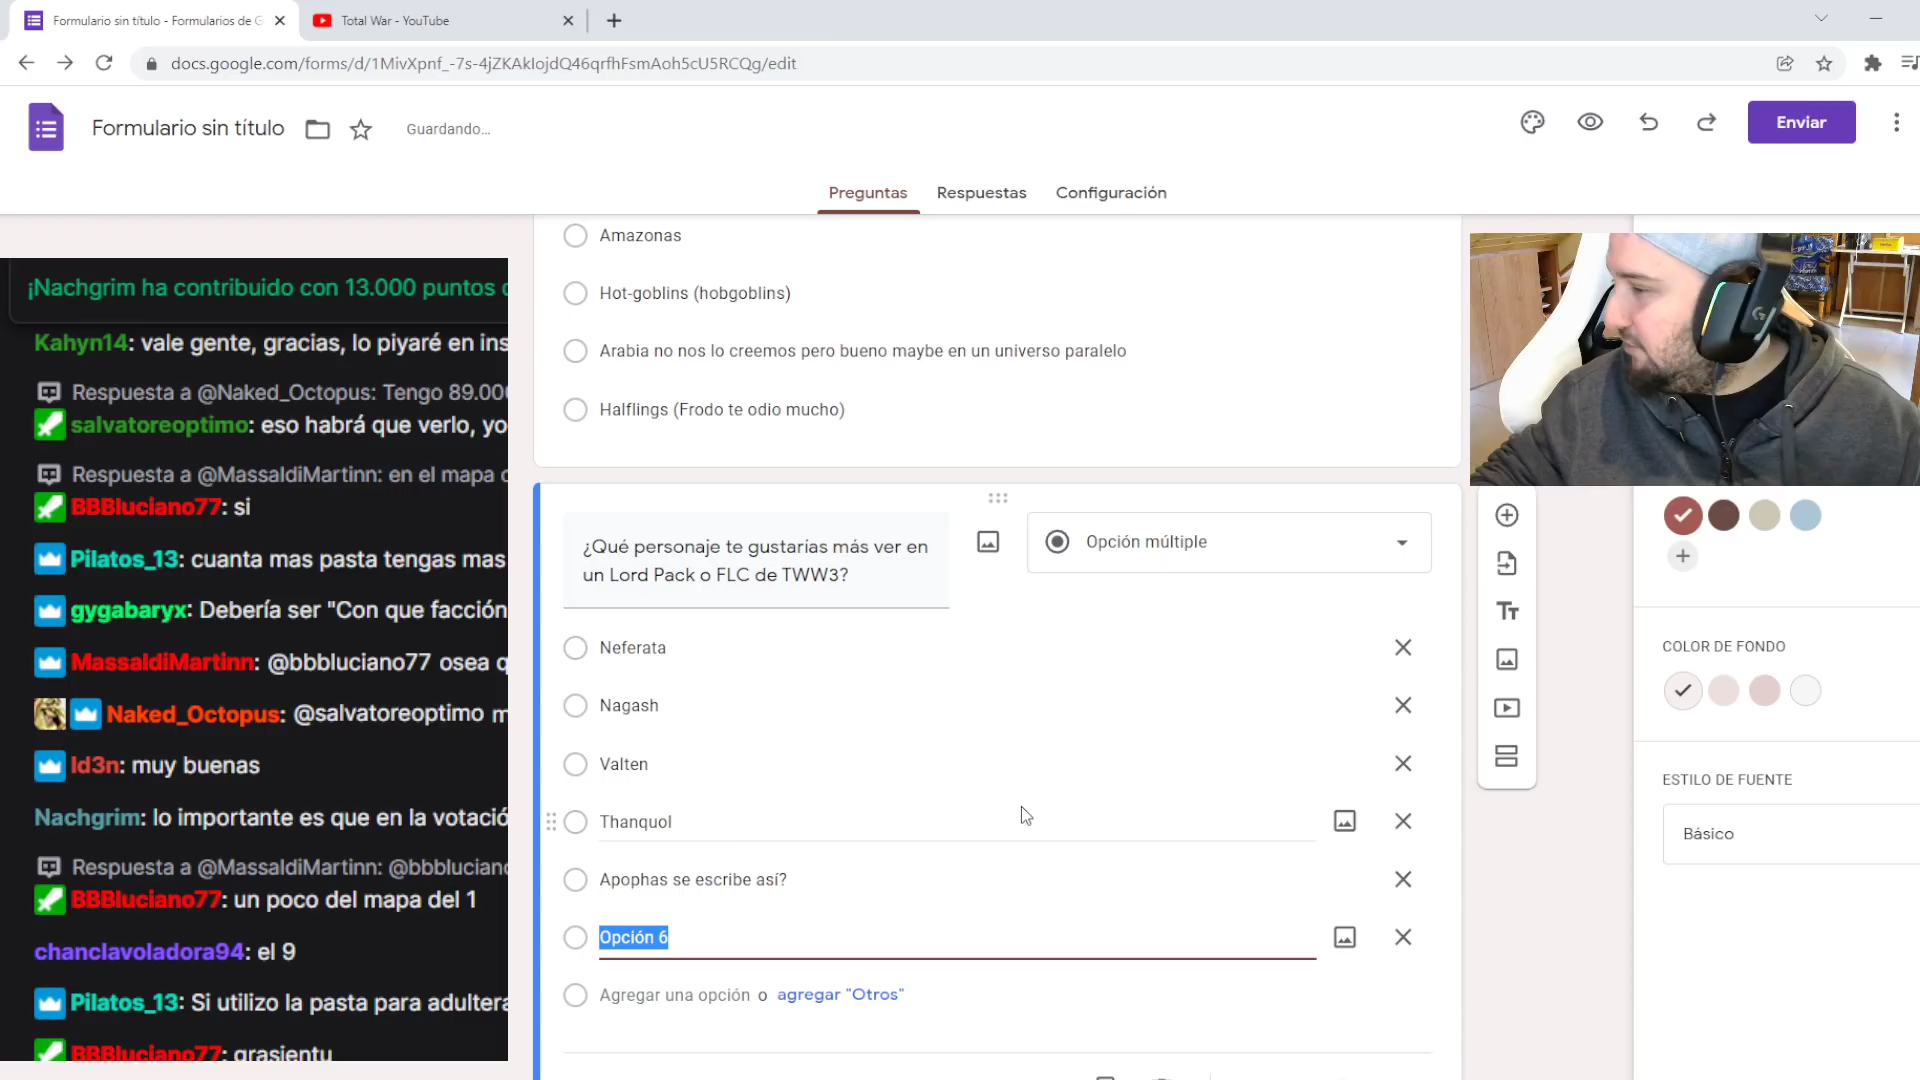 Formulario sin título - Formularios de G
Total War - YouTube
docs.google.com/forms/d/1MivXpnf_-7s-4jZKAkIojdQ46qrfhFsmAoh5cU5RCQg/edit
Formulario sin título
Guardando...
Enviar
Preguntas
Respuestas
Configuración
¡Nachgrim ha contribuido con 13.000 puntos
Kahyn14: vale gente, gracias, lo piyaré en ins
Respuesta a @Naked_Octopus: Tengo 89.00
salvatoreoptimo: eso habrá que verlo, yo
Respuesta a @MassaldiMartinn: en el mapa
BBBluciano77: si
Pilatos_13: cuanta mas pasta tengas mas
gygabaryx: Debería ser "Con que facción
MassaldiMartinn: @bbbluciano77 osea q
Naked_Octopus: @salvatoreoptimo m
Id3n: muy buenas
Nachgrim: lo importante es que en la votació
Respuesta a @MassaldiMartinn: @bbbluciano
BBBluciano77: un poco del mapa del 1
chanclavoladora94: el 9
Pilatos_13: Si utilizo la pasta para adultera
BBBluciano77: grasientu
Amazonas
Hot-goblins (hobgoblins)
Arabia no nos lo creemos pero bueno maybe en un universo paralelo
Halflings (Frodo te odio mucho)
¿Qué personaje te gustarías más ver en
un Lord Pack o FLC de TWW3?
Opción múltiple
Neferata
Nagash
Valten
Thanquol
Apophas se escribe así?
Opción 6
Agregar una opción o agregar "Otros"
COLOR DE FONDO
ESTILO DE FUENTE
Básico